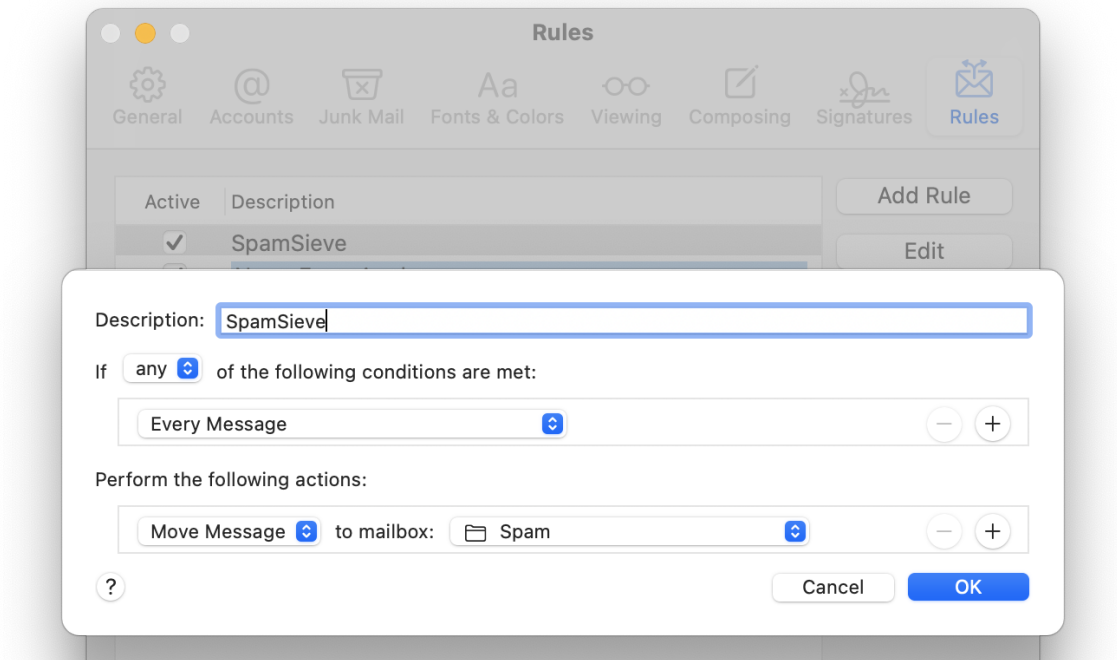 Rules
General Accounts Junk Mail Fonts & Colors Viewing Composing Signatures Rules
Active Description Add Rule
SpamSieve Edit
Description: SpamSieve
If any of the following conditions are met:
Every Message
Perform the following actions:
Move Message to mailbox: Spam
? Cancel OK